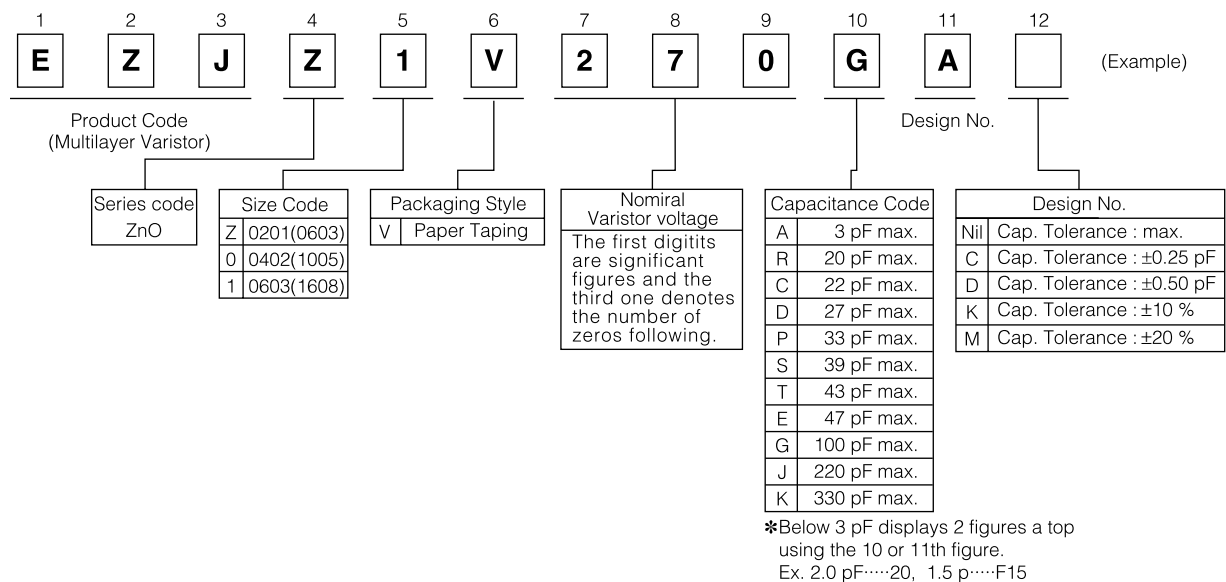 1 2 3 4 5 6 7 8 9 10 11 12
E Z J Z 1 V 2 7 0 G A (Example)
Product Code
(Multilayer Varistor)
Design No.
Series code
ZnO
Size Code
Z 0201(0603)
0 0402(1005)
1 0603(1608)
Packaging Style
V Paper Taping
Nomiral
Varistor voltage
The first digitits
are significant
figures and the
third one denotes
the number of
zeros following.
Capacitance Code
A 3 pF max.
R 20 pF max.
C 22 pF max.
D 27 pF max.
P 33 pF max.
S 39 pF max.
T 43 pF max.
E 47 pF max.
G 100 pF max.
J 220 pF max.
K 330 pF max.
✽Below 3 pF displays 2 figures a top
using the 10 or 11th figure.
Ex. 2.0 pF·····20, 1.5 p·····F15
Design No.
Nil Cap. Tolerance : max.
C Cap. Tolerance : ±0.25 pF
D Cap. Tolerance : ±0.50 pF
K Cap. Tolerance : ±10 %
M Cap. Tolerance : ±20 %